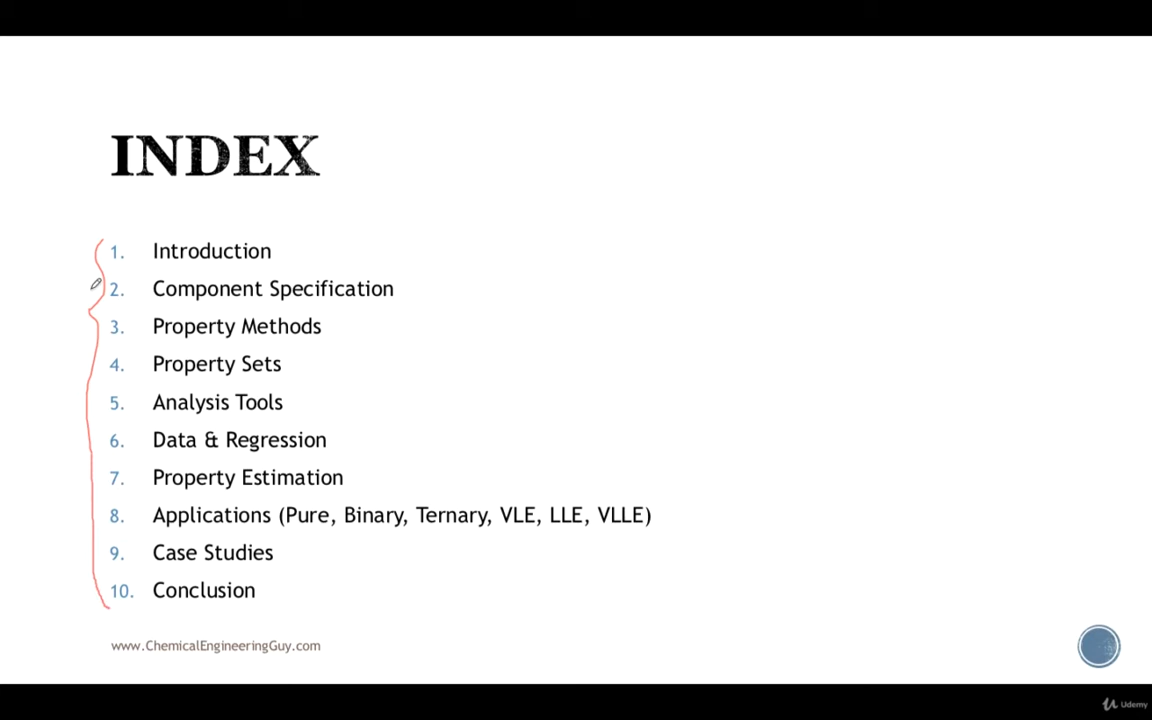 INDEX
1. Introduction
2. Component Specification
3. Property Methods
4. Property Sets
5. Analysis Tools
6. Data & Regression
7. Property Estimation
8. Applications (Pure, Binary, Ternary, VLE, LLE, VLLE)
9. Case Studies
10. Conclusion
www.ChemicalEngineeringGuy.com
Udemy